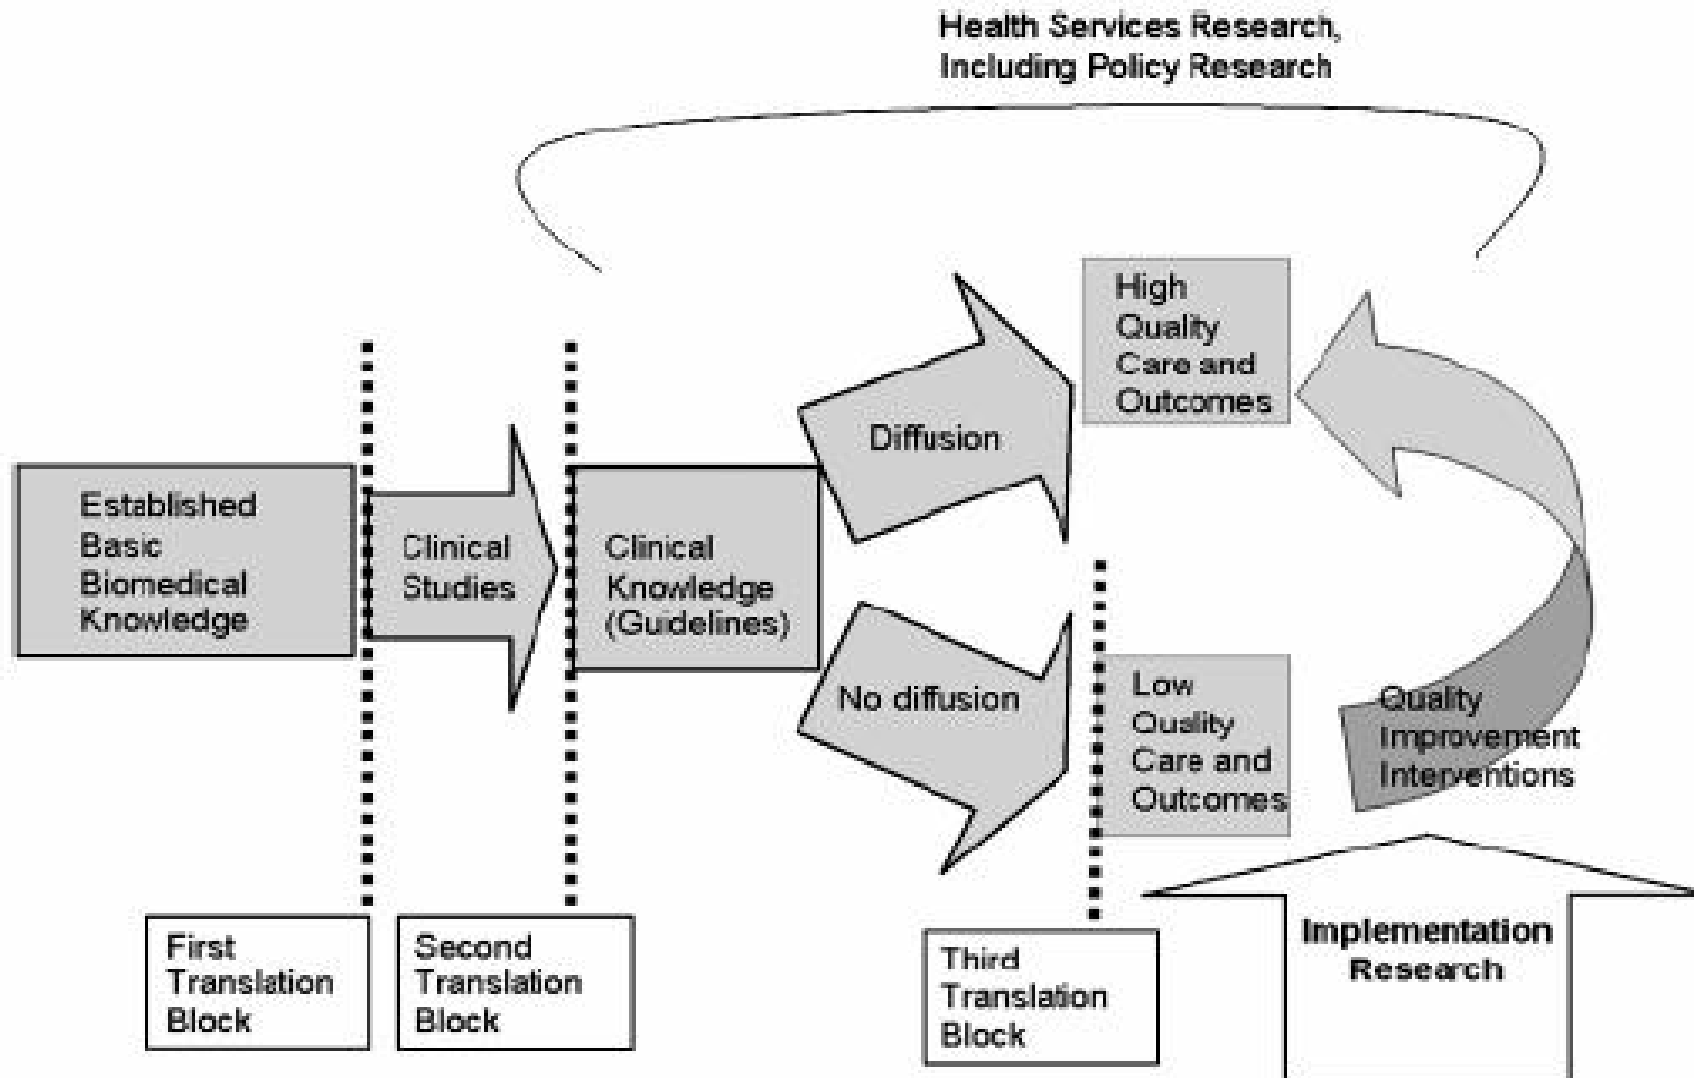 Health Services Research,
Including Policy Research
Established
Basic
Biomedical
Knowledge
Clinical
Studies
Clinical
Knowledge
(Guidelines)
Diffusion
No diffusion
High
Quality
Care and
Outcomes
Low
Quality
Care and
Outcomes
Quality
Improvement
Interventions
First
Translation
Block
Second
Translation
Block
Third
Translation
Block
Implementation
Research